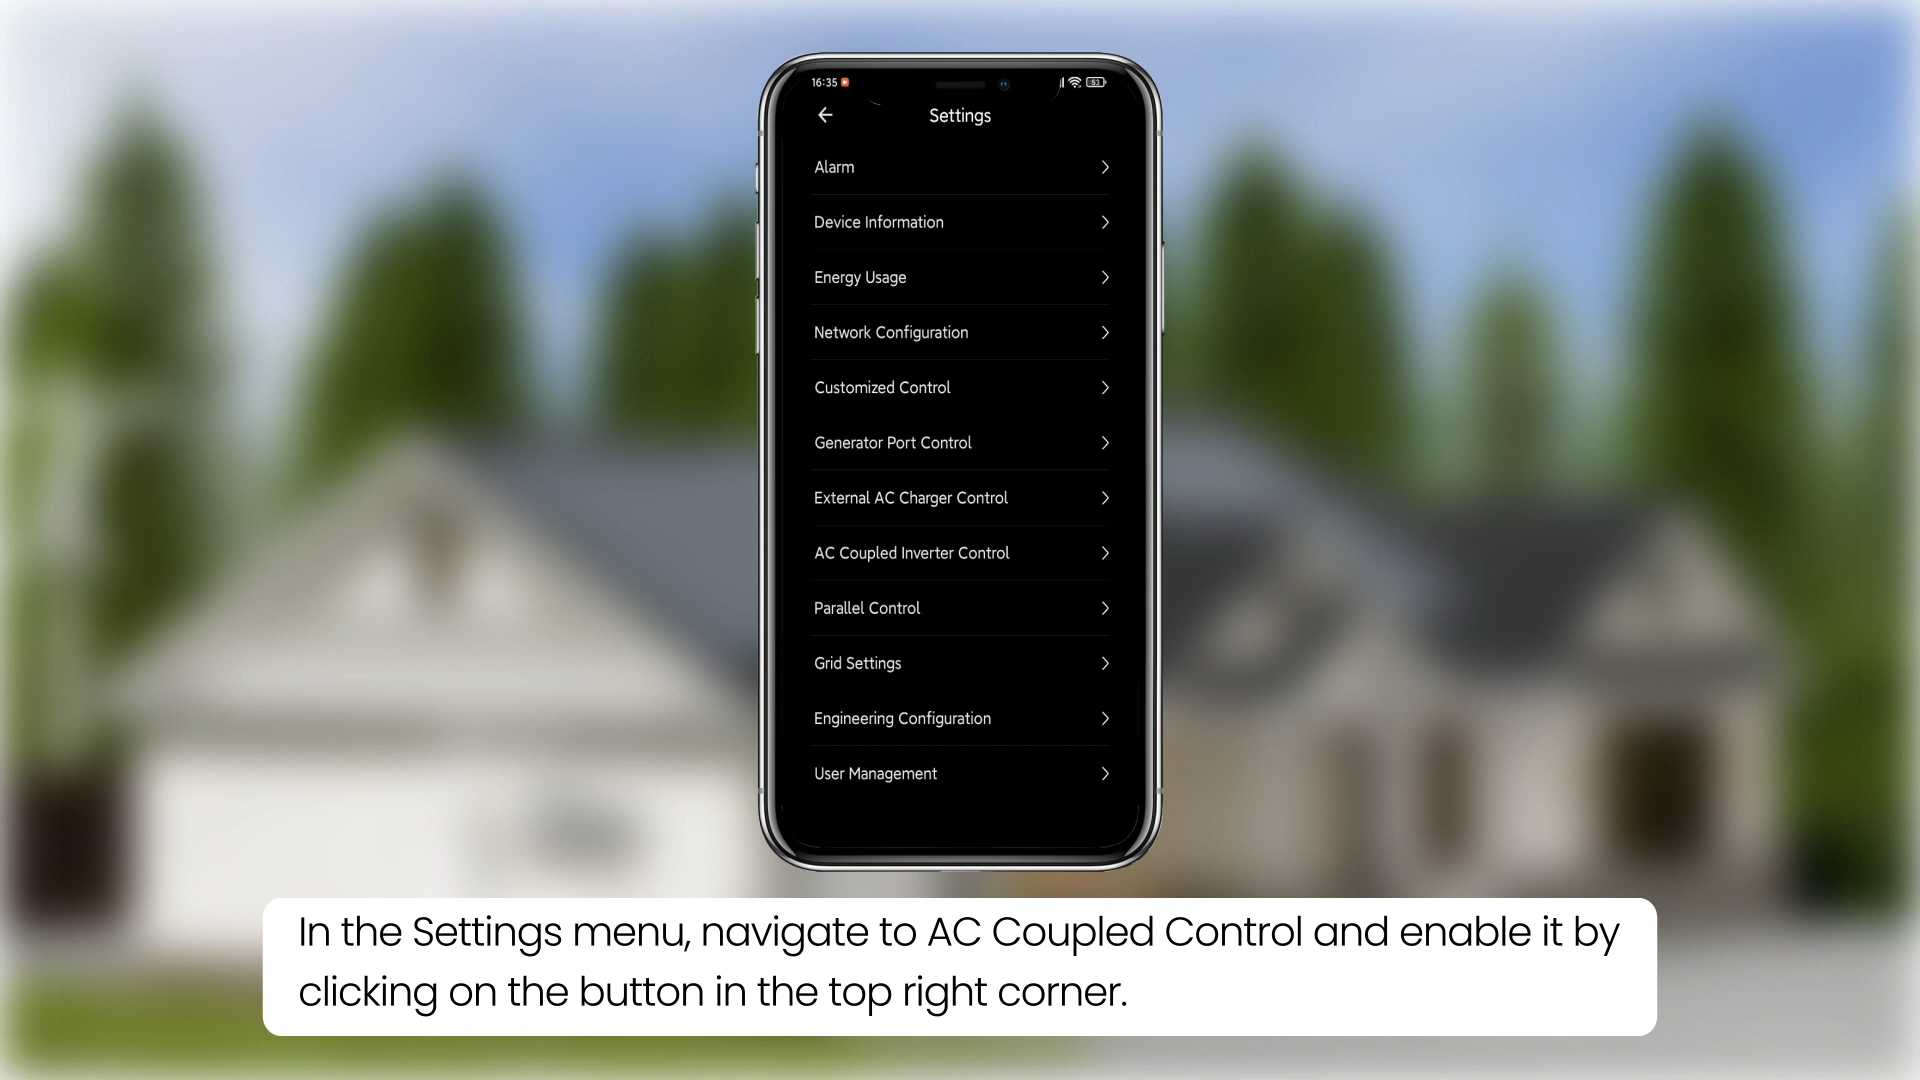 16:35
53
Settings
Alarm
Device Information
Energy Usage
Network Configuration
Customized Control
Generator Port Control
External AC Charger Control
AC Coupled Inverter Control
Parallel Control
Grid Settings
Engineering Configuration
User Management
In the Settings menu, navigate to AC Coupled Control and enable it by
clicking on the button in the top right corner.